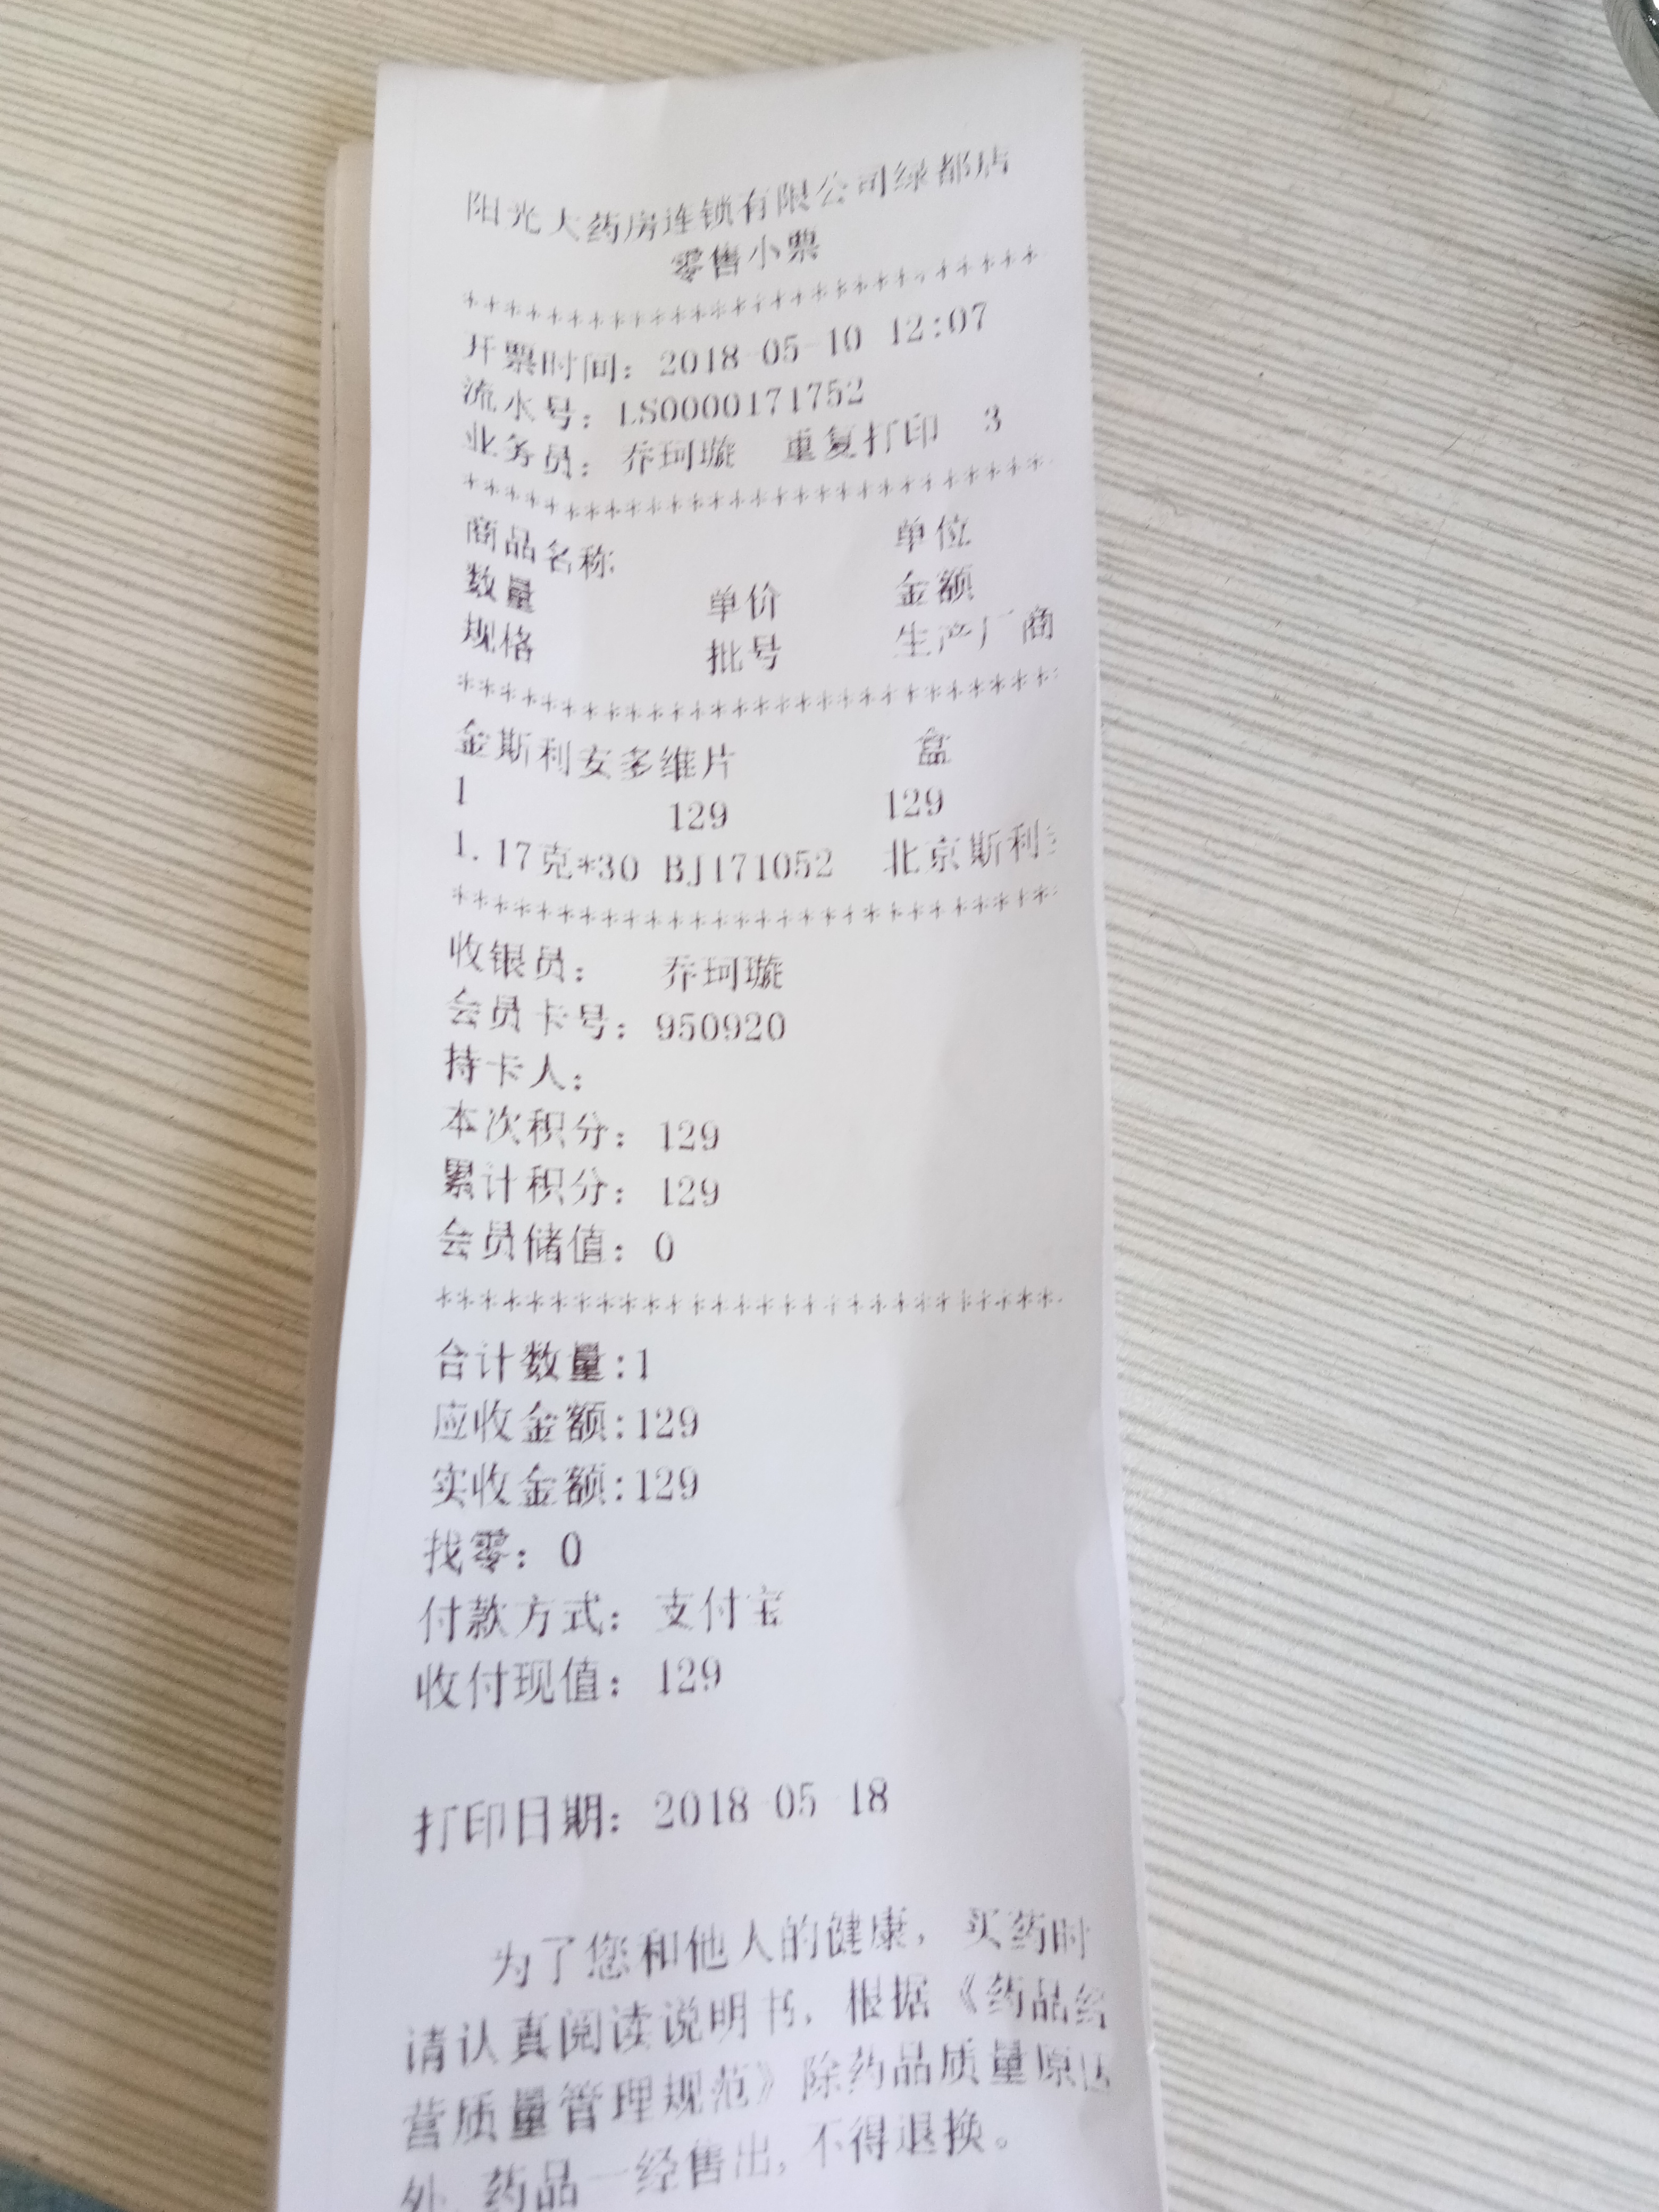 阳光大药房连锁有限公司绿都店
零售小票
********************************
开票时间：2018-05-10 12:07
流水号：LS0000171752
业务员：乔珂璇 重复打印 3
********************************
商品名称 单位
数量 单价 金额
规格 批号 生产厂商
********************************
金斯利安多维片 盒
1 129 129
1.17克*30 BJ171052 北京斯利
********************************
收银员： 乔珂璇
会员卡号：950920
持卡人：
本次积分：129
累计积分：129
会员储值：0
********************************
合计数量:1
应收金额:129
实收金额:129
找零：0
付款方式：支付宝
收付现值：129
打印日期：2018-05-18
为了您和他人的健康，买药时
请认真阅读说明书，根据《药品经
营质量管理规范》除药品质量原因
外，药品一经售出，不得退换。